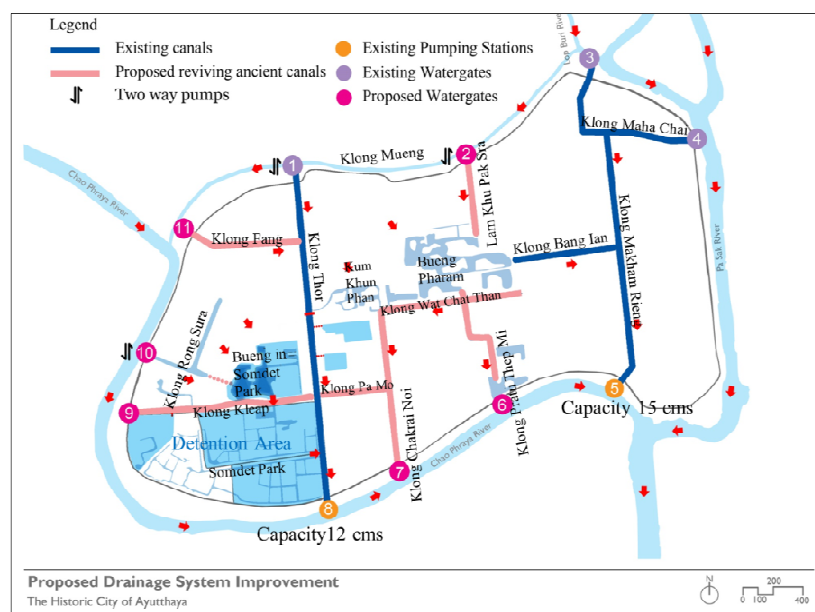 Legend
Existing canals
Proposed reviving ancient canals
Two way pumps
Existing Pumping Stations
Existing Watergates
Proposed Watergates
Lop Buri River
3
Klong Maha Chai
4
2
Klong Mueng
1
Lam Khu Pak Sra
Chao Phraya River
11
Klong Fang
Klong Thor
Klong Makham Rieng
Klong Bang Ian
Pa Sak River
Bueng
Pharam
Kum
Khun
Phan
Klong Wat Chat Than
Klong Rong Sura
10
Bueng in
Somdet
Park
Klong Pratu Thep Mi
Klong Pa Mo
Klong Chakrai Noi
5
Capacity 15 cms
6
9
Klong Kleap
Detention Area
Somdet Park
7
Chao Phraya River
8
Capacity12 cms
Proposed Drainage System Improvement
The Historic City of Ayutthaya
N
200
0 100 400